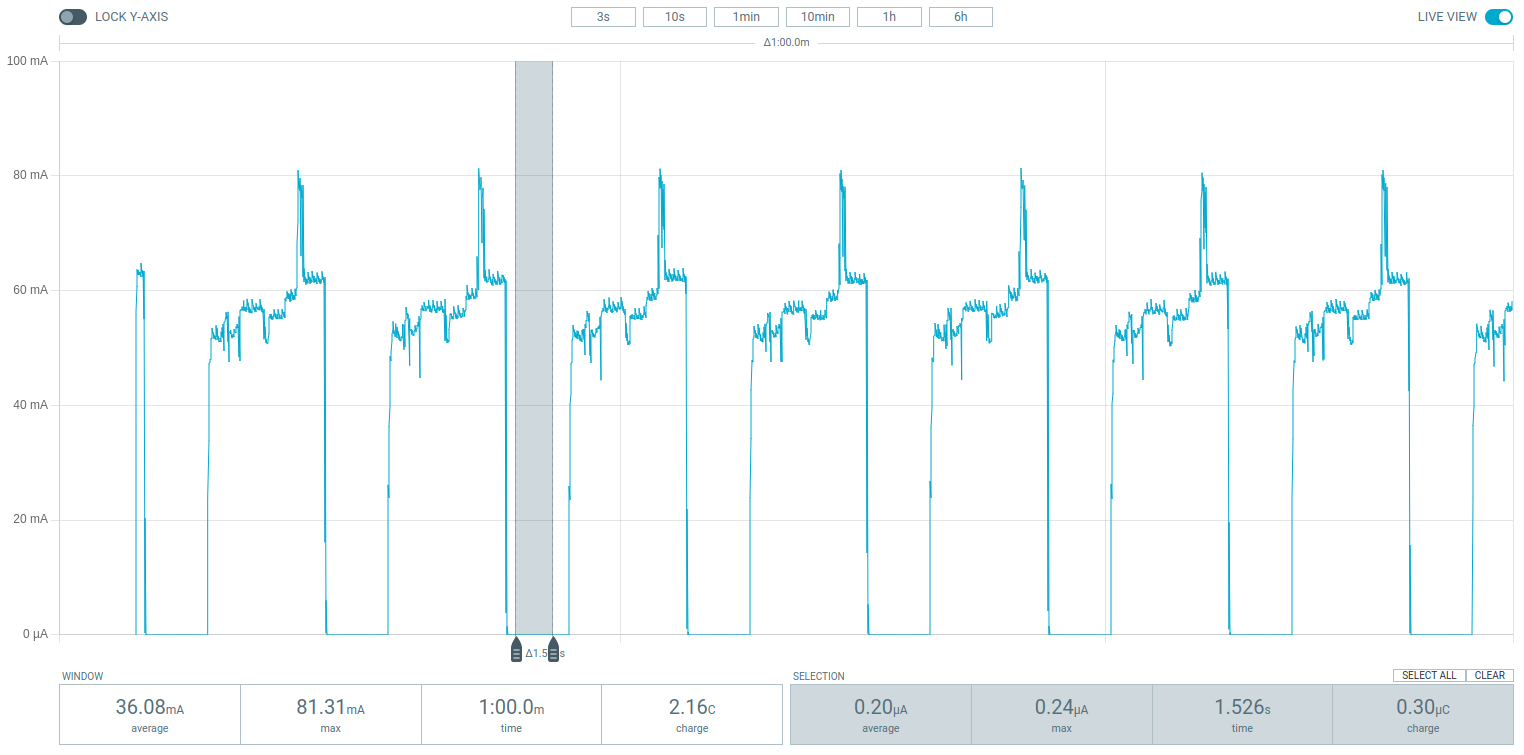 LOCK Y-AXIS 3s 10s 1min 10min 1h 6h LIVE VIEW
Δ1:00.0m
100 mA
80 mA
60 mA
40 mA
20 mA
0 µA
Δ1.5 s
WINDOW SELECTION SELECT ALL CLEAR
36.08mA 81.31mA 1:00.0m 2.16C 0.20µA 0.24µA 1.526s 0.30µC
average max time charge average max time charge